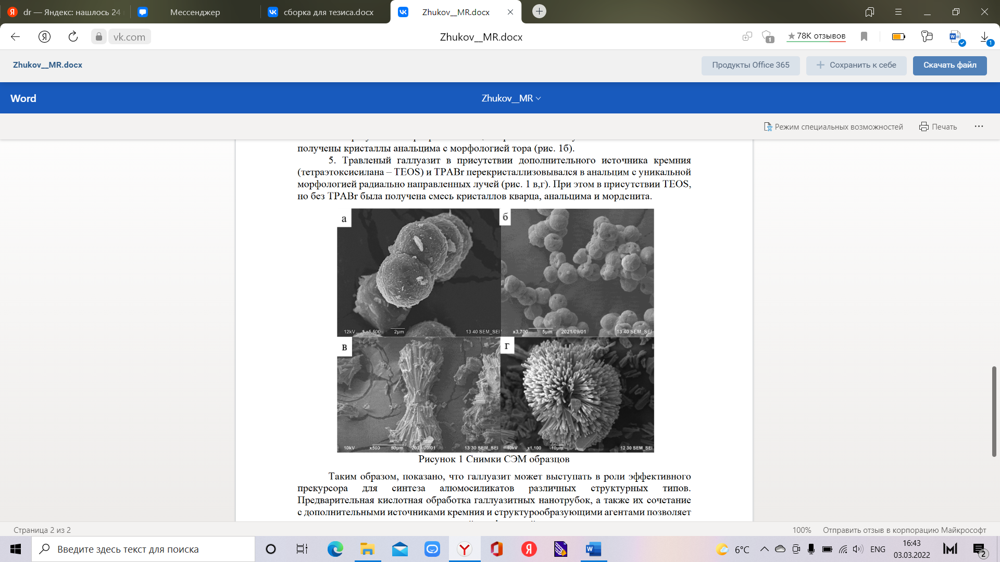 dr — Яндекс: нашлось 24
Мессенджер
сборка для тезиса.docx
Zhukov__MR.docx
vk.com
Zhukov__MR.docx
★78К отзывов
Zhukov__MR.docx
Продукты Office 365
Сохранить к себе
Скачать файл
Word
Zhukov__MR
Режим специальных возможностей
Печать
получены кристаллы анальцима с морфологией тора (рис. 1б).
5. Травленый галлуазит в присутствии дополнительного источника кремния
(тетраэтоксисилана – TEOS) и TPABr перекристаллизовывался в анальцим с уникальной
морфологией радиально направленных лучей (рис. 1 в,г). При этом в присутствии TEOS,
но без TPABr была получена смесь кристаллов кварца, анальцима и морденита.
а
б
12kV x5,500 2μm 13 40 SEM_SEI
x3,700 5μm 2021/09/01 13 40 SEM_SEI
в
г
10kV x500 50μm 2021/09/01 13 30 SEM_SEI
10kV x1,100 10μm 12 30 SEM_SEI
Рисунок 1 Снимки СЭМ образцов
Таким образом, показано, что галлуазит может выступать в роли эффективного
прекурсора для синтеза алюмосиликатов различных структурных типов.
Предварительная кислотная обработка галлуазитных нанотрубок, а также их сочетание
с дополнительными источниками кремния и структурообразующими агентами позволяет
Страница 2 из 2
100%
Отправить отзыв в корпорацию Майкрософт
Введите здесь текст для поиска
6°C
ENG
16:43
03.03.2022
2